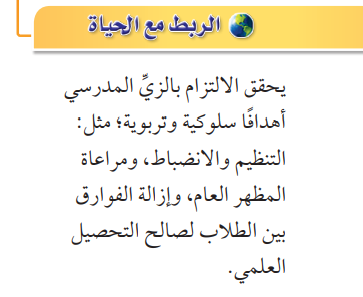 الربط مع الحياة
يحقق الالتزام بالزيِّ المدرسي
أهدافًا سلوكية وتربوية؛ مثل:
التنظيم والانضباط، ومراعاة
المظهر العام، وإزالة الفوارق
بين الطلاب لصالح التحصيل
العلمي.